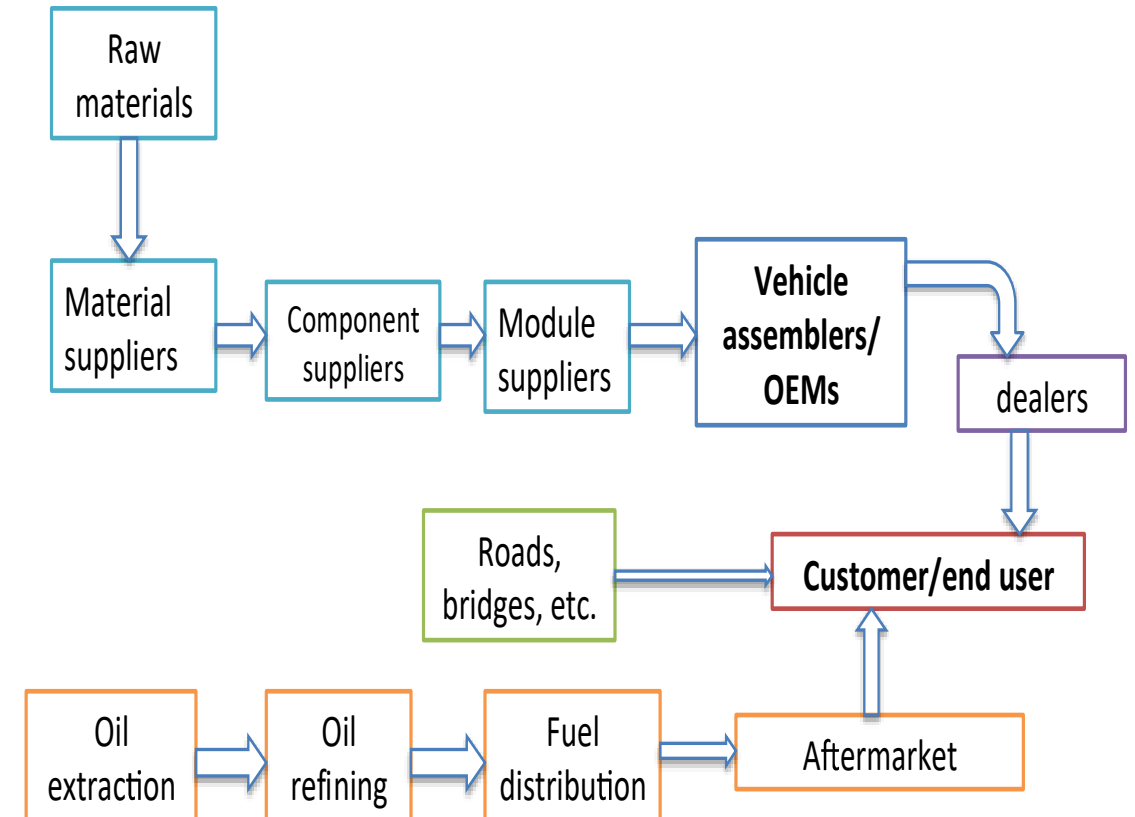 Raw
materials
Material
suppliers
Component
suppliers
Module
suppliers
Vehicle
assemblers/
OEMs
dealers
Roads,
bridges, etc.
Customer/end user
Oil
extraction
Oil
refining
Fuel
distribution
Aftermarket